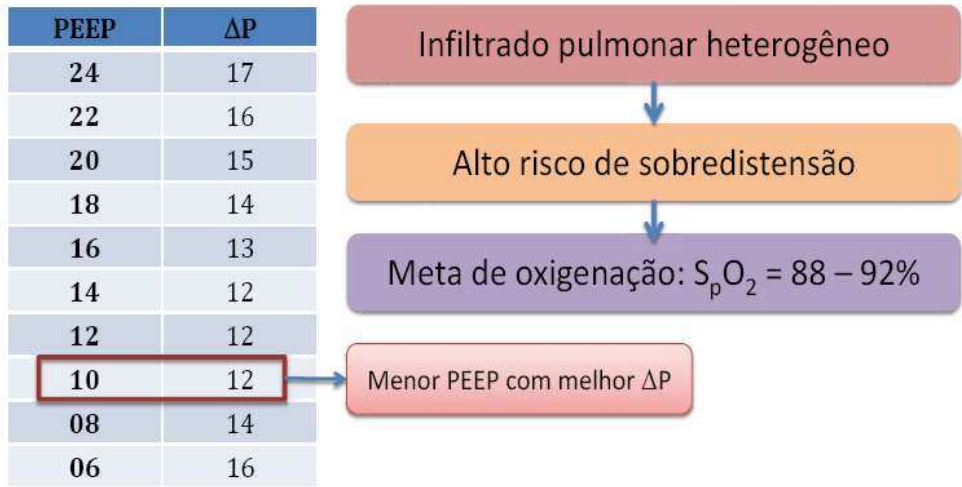 PEEP ΔP
24 17
22 16
20 15
18 14
16 13
14 12
12 12
10 12
08 14
06 16
Infiltrado pulmonar heterogêneo
Alto risco de sobredistensão
Meta de oxigenação: SpO2 = 88 – 92%
Menor PEEP com melhor ΔP